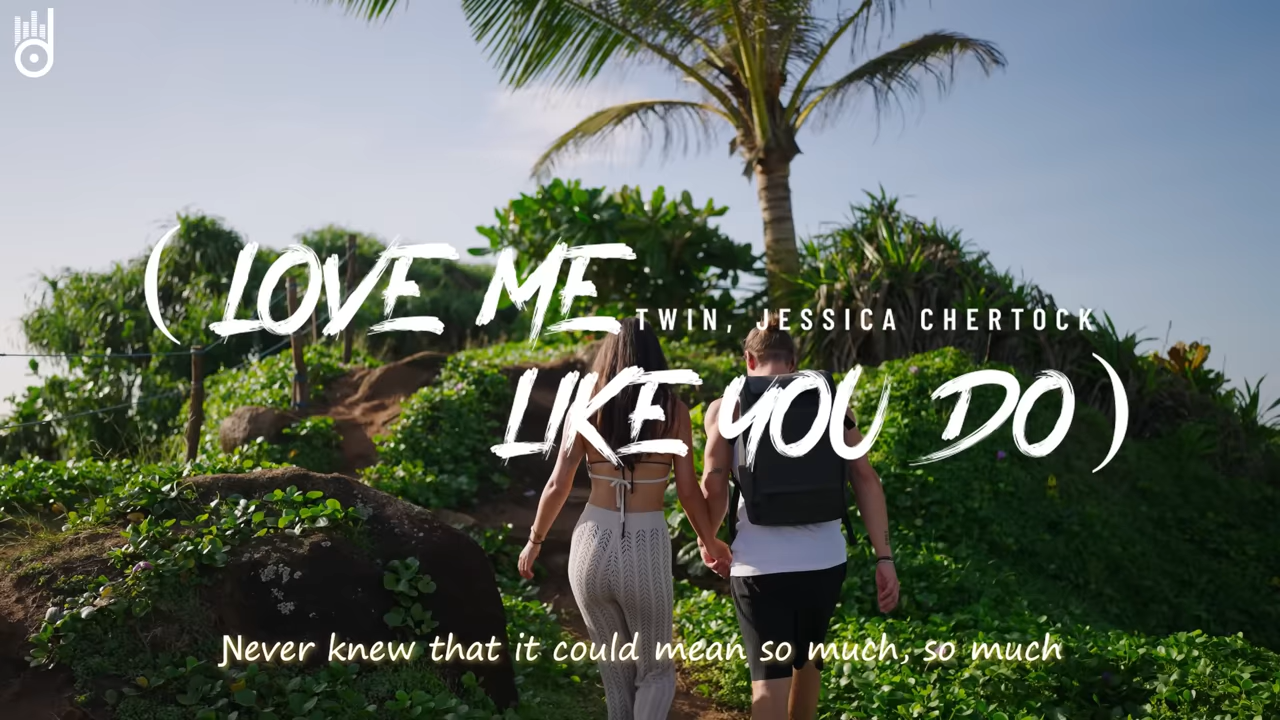 ( LOVE ME
TWIN, JESSICA CHERTOCK
LIKE YOU DO )
Never knew that it could mean so much, so much